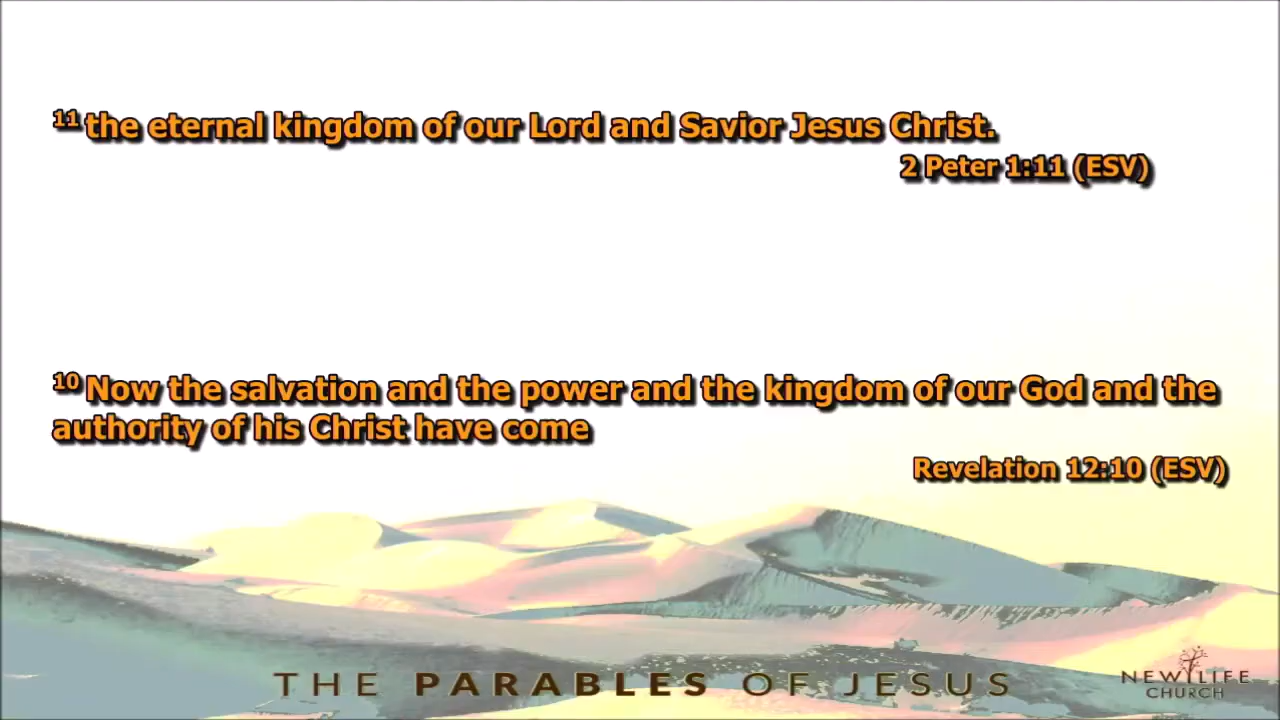 11 the eternal kingdom of our Lord and Savior Jesus Christ.
2 Peter 1:11 (ESV)
10 Now the salvation and the power and the kingdom of our God and the
authority of his Christ have come
Revelation 12:10 (ESV)
THE PARABLES OF JESUS
NEW LIFE
CHURCH